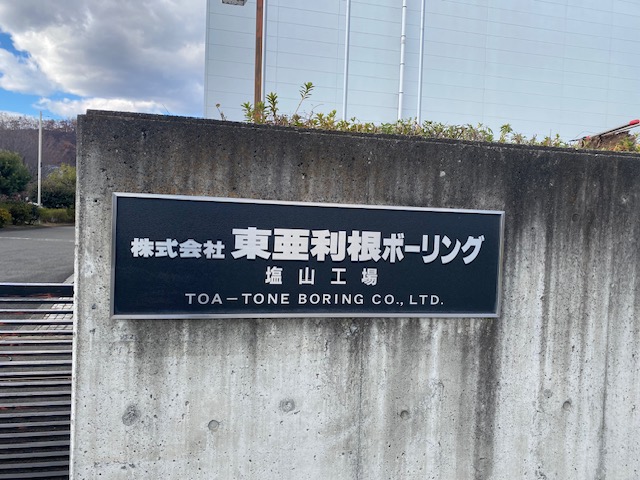 株式会社 東亜利根ボーリング
塩山工場
TOA-TONE BORING CO., LTD.